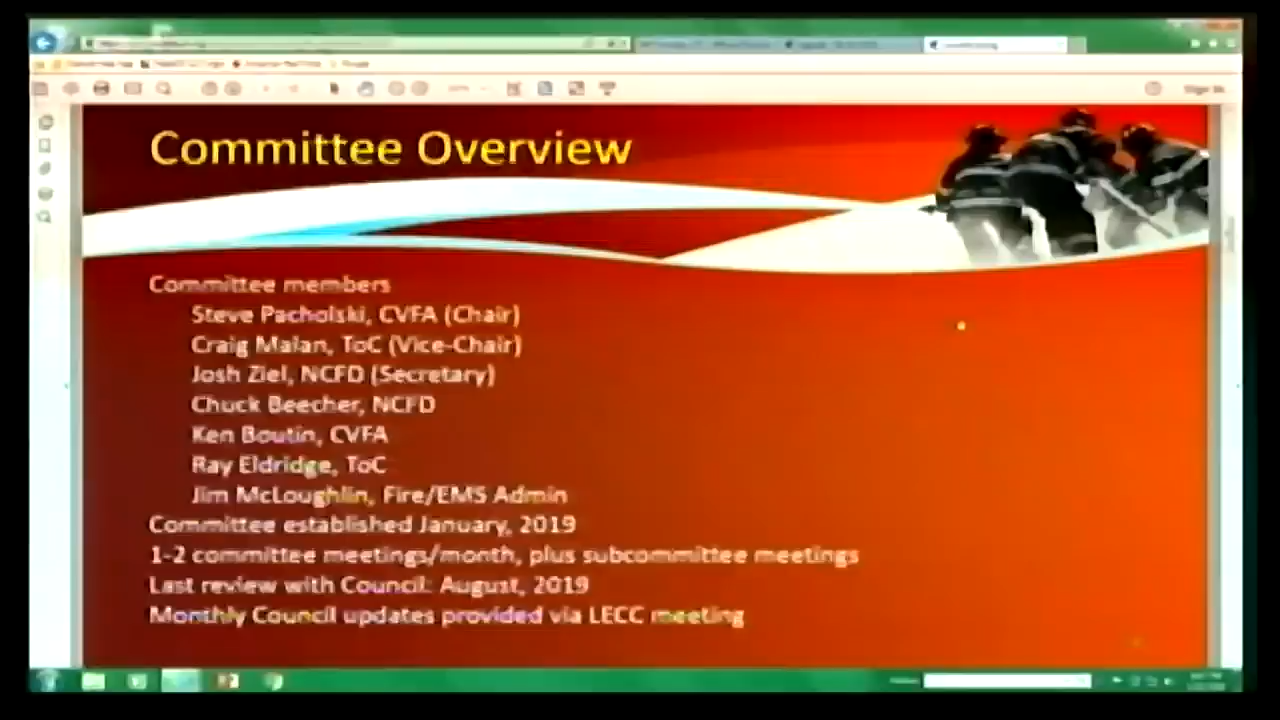 Sign In
Committee Overview
Committee members
Steve Pacholski, CVFA (Chair)
Craig Malan, ToC (Vice-Chair)
Josh Ziel, NCFD (Secretary)
Chuck Beecher, NCFD
Ken Boutin, CVFA
Ray Eldridge, ToC
Jim McLoughlin, Fire/EMS Admin
Committee established January, 2019
1-2 committee meetings/month, plus subcommittee meetings
Last review with Council: August, 2019
Monthly Council updates provided via LECC meeting